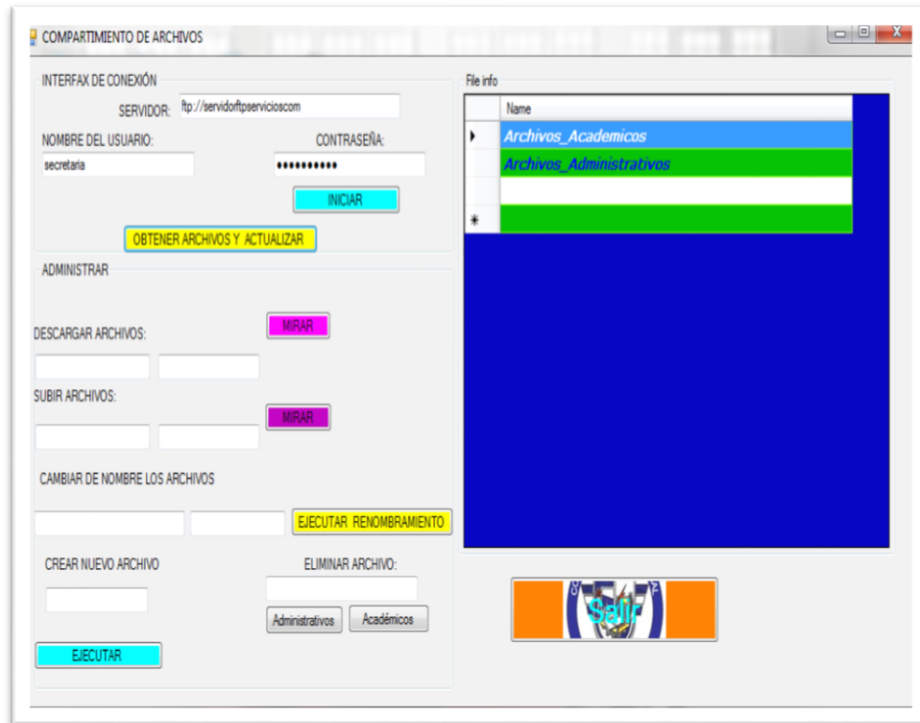 COMPARTIMIENTO DE ARCHIVOS
INTERFAX DE CONEXIÓN
SERVIDOR: ftp://servidorftpservicioscom
NOMBRE DEL USUARIO: CONTRASEÑA:
secretaria ●●●●●●●●●●
INICIAR
OBTENER ARCHIVOS Y ACTUALIZAR
ADMINISTRAR
DESCARGAR ARCHIVOS: MIRAR
SUBIR ARCHIVOS: MIRAR
CAMBIAR DE NOMBRE LOS ARCHIVOS
EJECUTAR RENOMBRAMIENTO
CREAR NUEVO ARCHIVO
ELIMINAR ARCHIVO:
Administrativos Académicos
EJECUTAR
File info
Name
Archivos_Academicos
Archivos_Administrativos
Salir